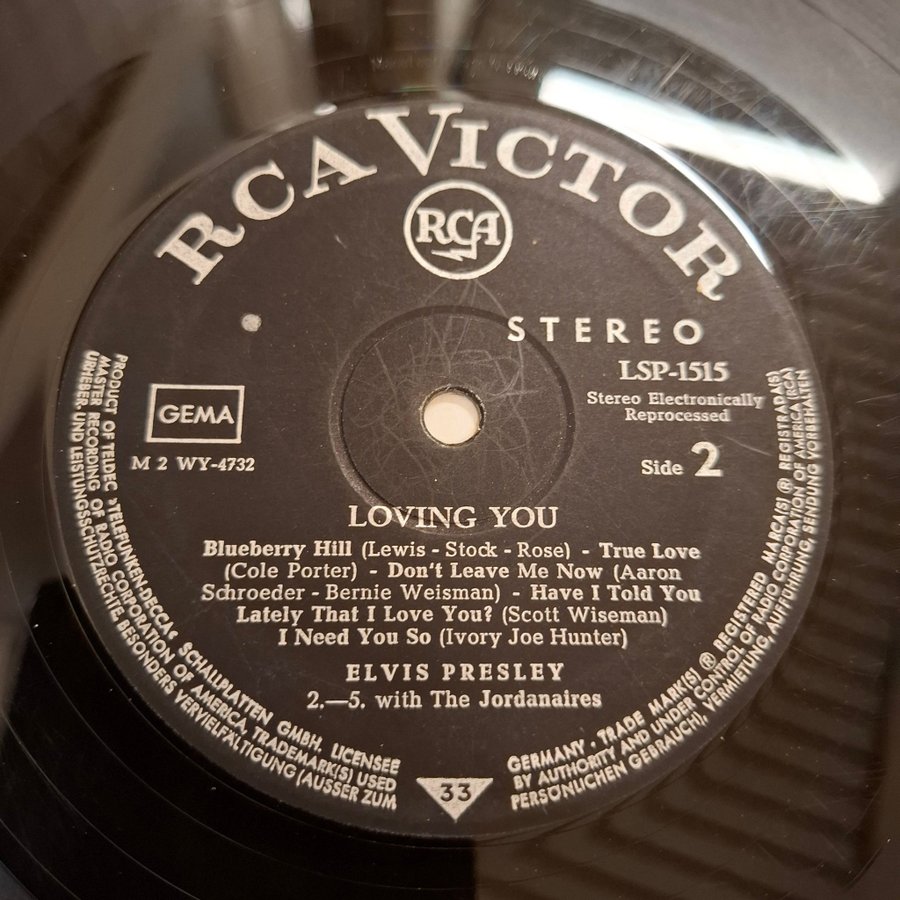 RCA VICTOR
RCA
STEREO
LSP-1515
Stereo Electronically
Reprocessed
GEMA
M 2 WY-4732
Side 2
LOVING YOU
Blueberry Hill (Lewis - Stock - Rose) - True Love
(Cole Porter) - Don't Leave Me Now (Aaron
Schroeder - Bernie Weisman) - Have I Told You
Lately That I Love You? (Scott Wiseman)
I Need You So (Ivory Joe Hunter)
ELVIS PRESLEY
2.—5. with The Jordanaires
33
PRODUCT OF TELDEC »TELEFUNKEN-DECCA« SCHALLPLATTEN GMBH. LICENSEE
MASTER RECORDING OF RADIO CORPORATION OF AMERICA, TRADEMARK(S) USED
URHEBER- UND LEISTUNGSSCHUTZRECHTE, BESONDERS VERVIELFÄLTIGUNG (AUSSER ZUM
GERMANY · TRADE MARK(S) ® REGISTERED MARCA(S) ® REGISTRADA(S)
BY AUTHORITY AND UNDER CONTROL OF RADIO CORPORATION OF AMERICA (RCA)
PERSÖNLICHEN GEBRAUCH), VERMIETUNG, AUFFÜHRUNG, SENDUNG VORBEHALTEN